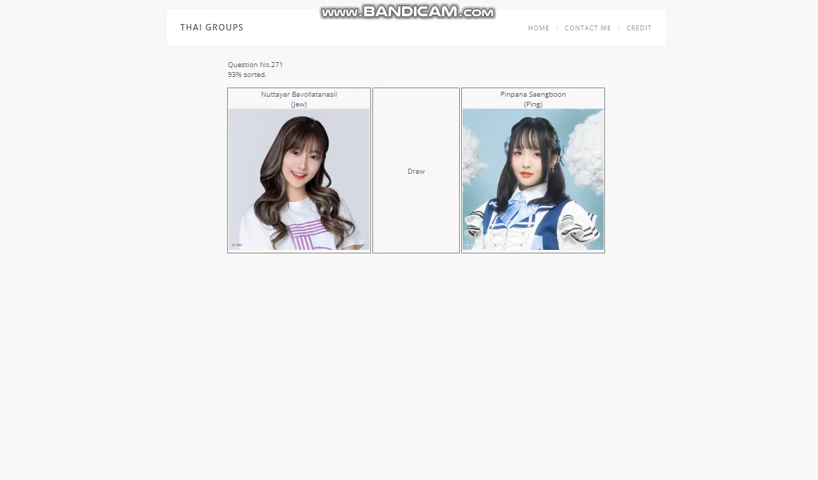 www.BANDICAM.com
THAI GROUPS
HOME / CONTACT ME / CREDIT
Question No.271
93% sorted.
Nuttayar Bavollatanasil
(Jew)
Draw
Pinpana Saengboon
(Ping)